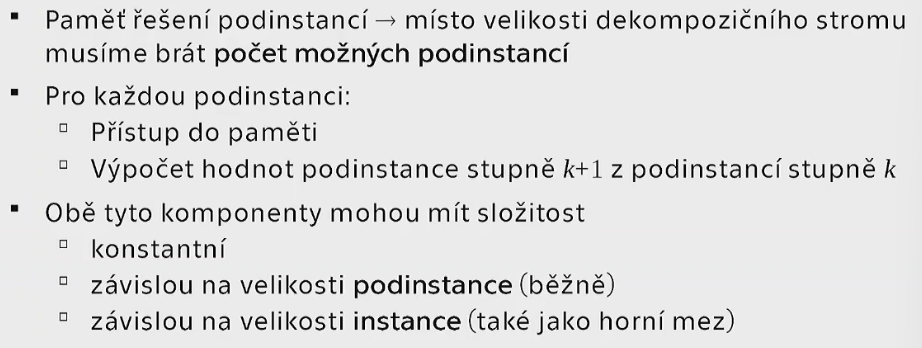 ▪ Paměť řešení podinstancí → místo velikosti dekompozičního stromu
musíme brát počet možných podinstancí
▪ Pro každou podinstanci:
▫ Přístup do paměti
▫ Výpočet hodnot podinstance stupně k+1 z podinstancí stupně k
▪ Obě tyto komponenty mohou mít složitost
▫ konstantní
▫ závislou na velikosti podinstance (běžně)
▫ závislou na velikosti instance (také jako horní mez)